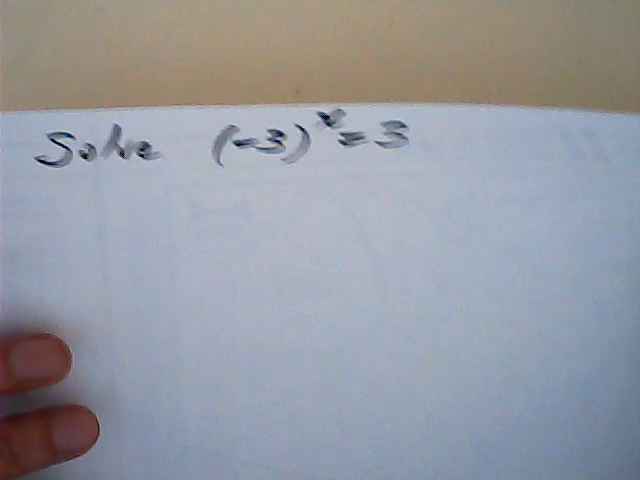 Solve (-3)^x = 3